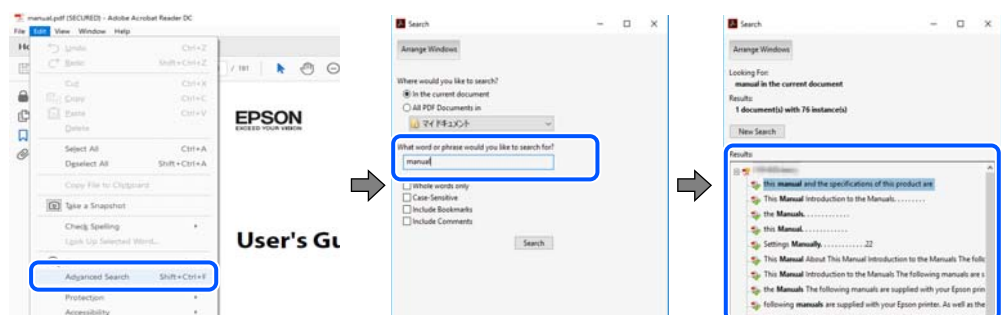 manual.pdf (SECURED) - Adobe Acrobat Reader DC
File Edit View Window Help
Undo Ctrl+Z
Redo Shift+Ctrl+Z
Cut Ctrl+X
Copy Ctrl+C
Paste Ctrl+V
Delete
Select All Ctrl+A
Deselect All Shift+Ctrl+A
Copy File to Clipboard
Take a Snapshot
Check Spelling
Look Up Selected Word...
Advanced Search Shift+Ctrl+F
Protection
Accessibility
/ 181
EPSON
EXCEED YOUR VISION
User's Gu
Search
Arrange Windows
Where would you like to search?
In the current document
All PDF Documents in
マイ ドキュメント
What word or phrase would you like to search for?
manual
Whole words only
Case-Sensitive
Include Bookmarks
Include Comments
Search
Search
Arrange Windows
Looking For:
manual in the current document
Results:
1 document(s) with 76 instance(s)
New Search
Results:
this manual and the specifications of this product are
This Manual Introduction to the Manuals.........
the Manuals............
this Manual............
Settings Manually............22
This Manual About This Manual Introduction to the Manuals The follo
This Manual Introduction to the Manuals The following manuals are s
the Manuals The following manuals are supplied with your Epson prin
following manuals are supplied with your Epson printer. As well as the